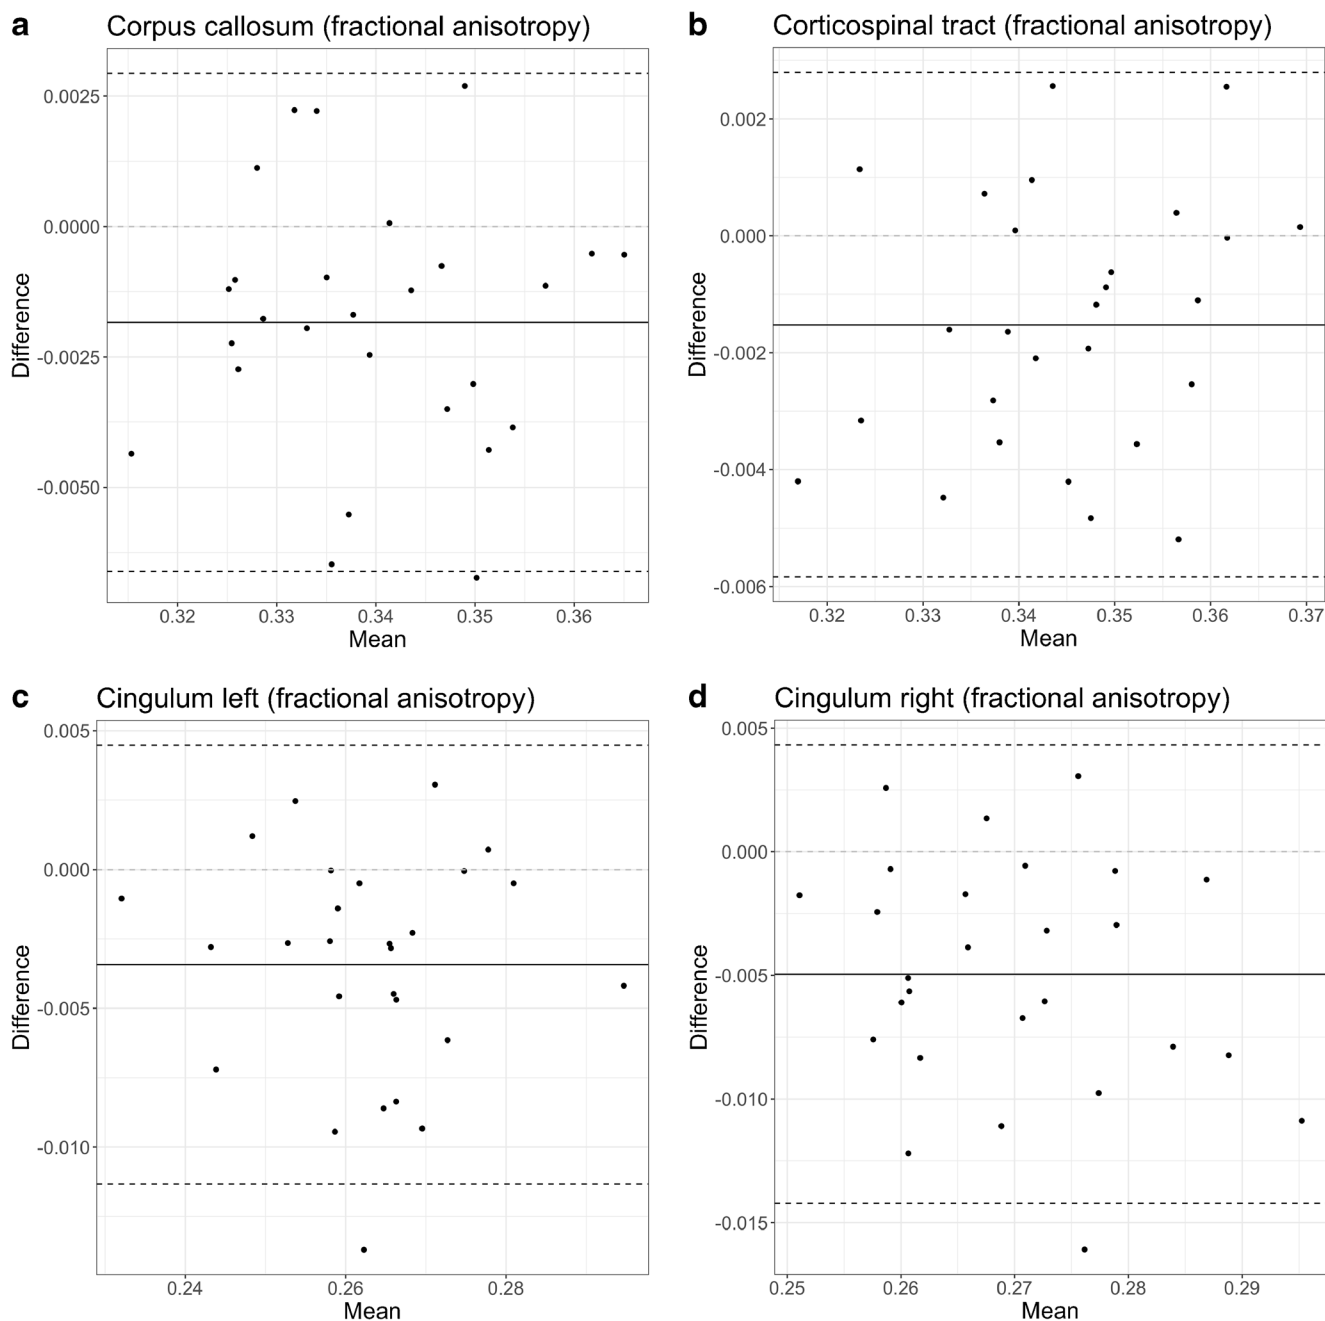 a Corpus callosum (fractional anisotropy)
0.0025
0.0000
-0.0025
-0.0050
Difference
0.32 0.33 0.34 0.35 0.36
Mean
b Corticospinal tract (fractional anisotropy)
0.002
0.000
-0.002
-0.004
-0.006
Difference
0.32 0.33 0.34 0.35 0.36 0.37
Mean
c Cingulum left (fractional anisotropy)
0.005
0.000
-0.005
-0.010
Difference
0.24 0.26 0.28
Mean
d Cingulum right (fractional anisotropy)
0.005
0.000
-0.005
-0.010
-0.015
Difference
0.25 0.26 0.27 0.28 0.29
Mean